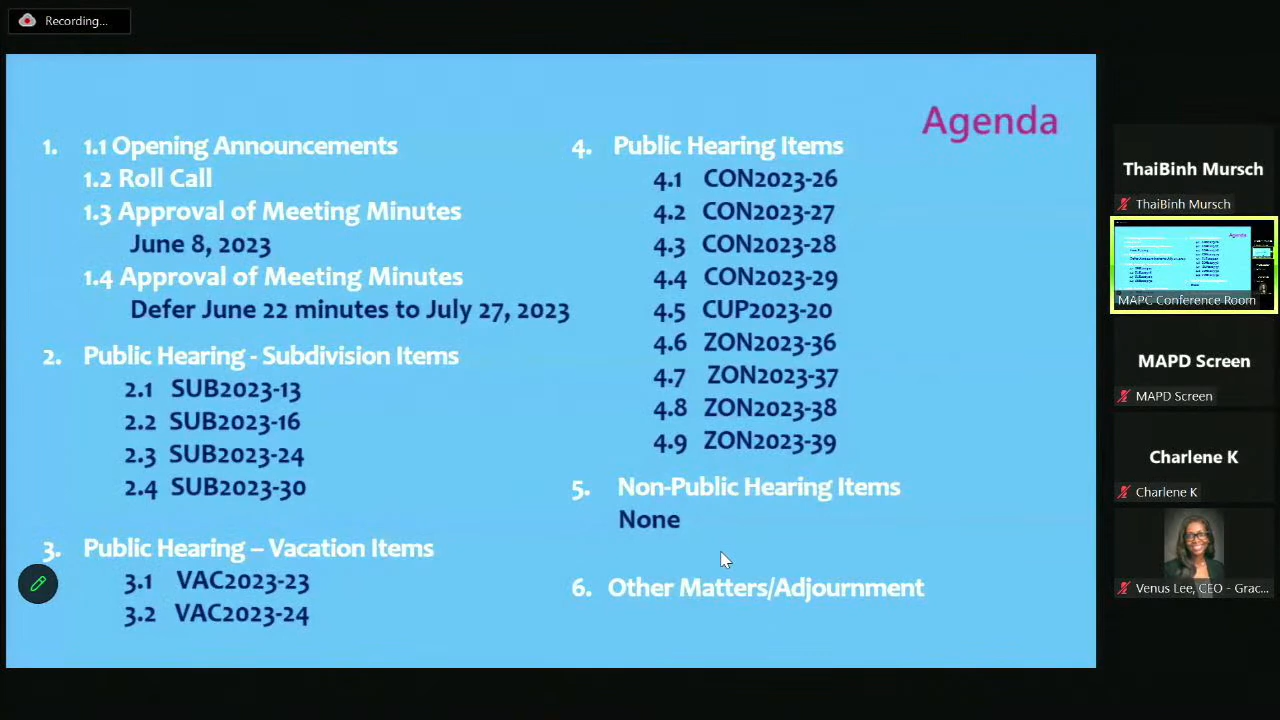 Recording...
Agenda
1. 1.1 Opening Announcements
1.2 Roll Call
1.3 Approval of Meeting Minutes
June 8, 2023
1.4 Approval of Meeting Minutes
Defer June 22 minutes to July 27, 2023
2. Public Hearing - Subdivision Items
2.1 SUB2023-13
2.2 SUB2023-16
2.3 SUB2023-24
2.4 SUB2023-30
3. Public Hearing – Vacation Items
3.1 VAC2023-23
3.2 VAC2023-24
4. Public Hearing Items
4.1 CON2023-26
4.2 CON2023-27
4.3 CON2023-28
4.4 CON2023-29
4.5 CUP2023-20
4.6 ZON2023-36
4.7 ZON2023-37
4.8 ZON2023-38
4.9 ZON2023-39
5. Non-Public Hearing Items
None
6. Other Matters/Adjournment
ThaiBinh Mursch
ThaiBinh Mursch
Agenda
MAPC Conference Room
MAPD Screen
MAPD Screen
Charlene K
Charlene K
Venus Lee, CEO - Grac...